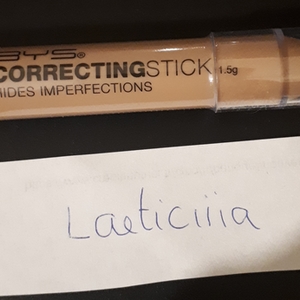 BYS®
CORRECTINGSTICK 1.5g
HIDES IMPERFECTIONS
Laeticiiia